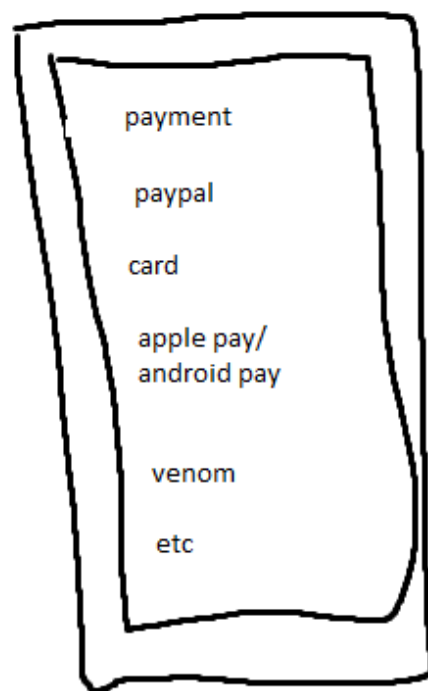 payment
paypal
card
apple pay/
android pay
venom
etc